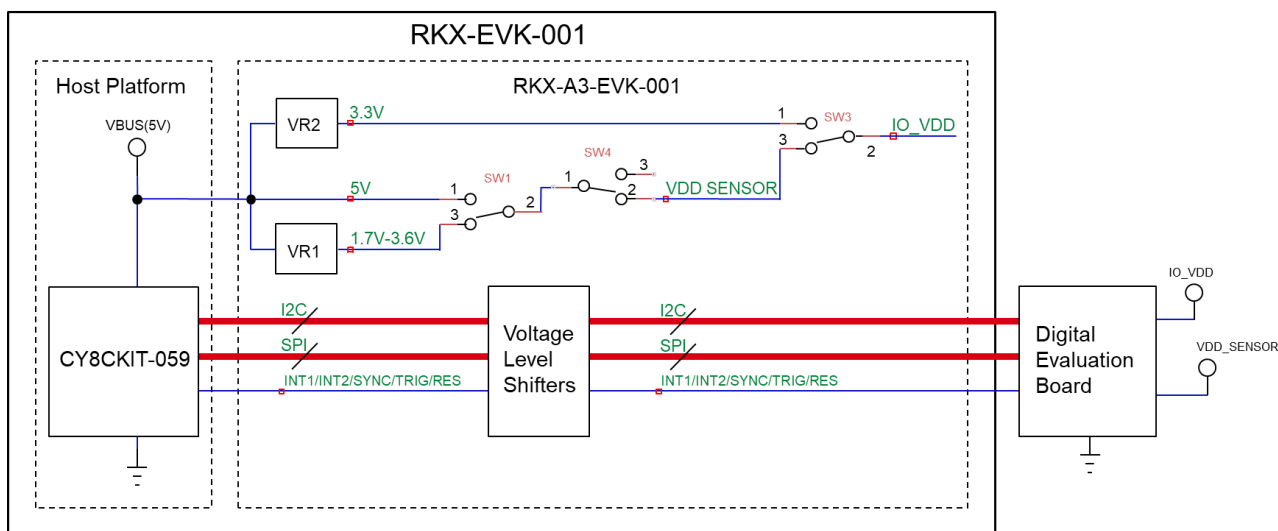 RKX-EVK-001
Host Platform
RKX-A3-EVK-001
VBUS(5V)
VR2
3.3V
1
SW3
3
2
IO_VDD
5V
1
SW1
3
2
SW4
1
3
2
VDD SENSOR
VR1
1.7V-3.6V
CY8CKIT-059
I2C
SPI
INT1/INT2/SYNC/TRIG/RES
Voltage
Level
Shifters
I2C
SPI
INT1/INT2/SYNC/TRIG/RES
Digital
Evaluation
Board
IO_VDD
VDD_SENSOR